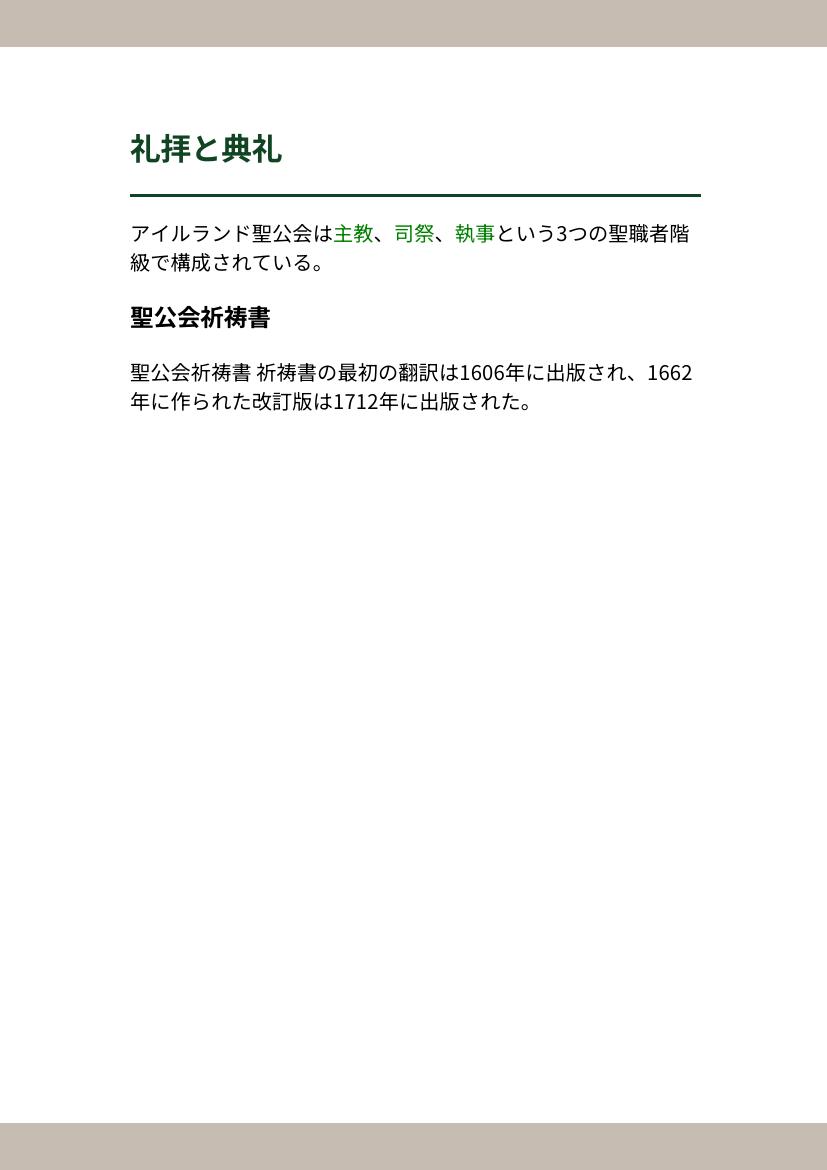 礼拝と典礼
アイルランド聖公会は主教、司祭、執事という3つの聖職者階
級で構成されている。
聖公会祈祷書
聖公会祈祷書 祈祷書の最初の翻訳は1606年に出版され、1662
年に作られた改訂版は1712年に出版された。